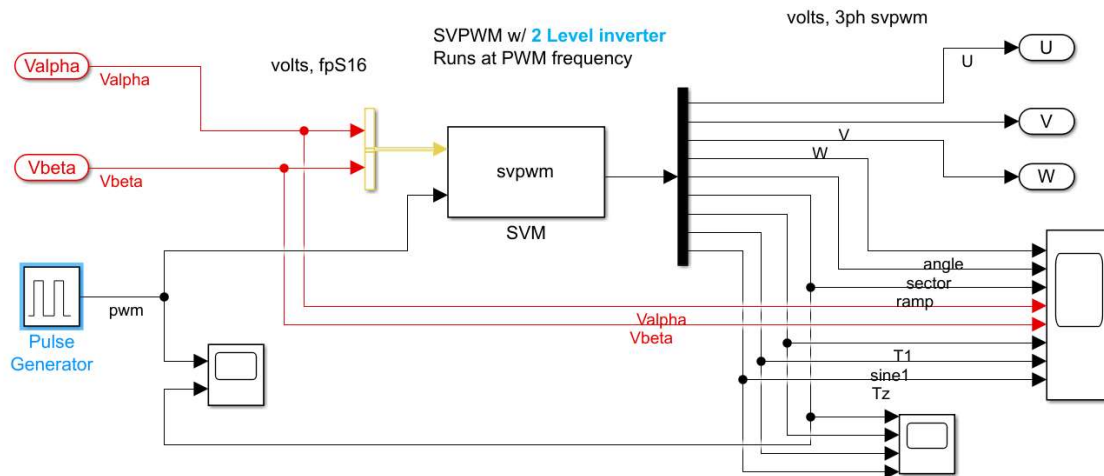 volts, 3ph svpwm
SVPWM w/ 2 Level inverter
Runs at PWM frequency
volts, fpS16
Valpha
Valpha
Vbeta
Vbeta
svpwm
SVM
U
U
V
V
W
W
angle
sector
ramp
Valpha
Vbeta
T1
sine1
Tz
pwm
Pulse
Generator